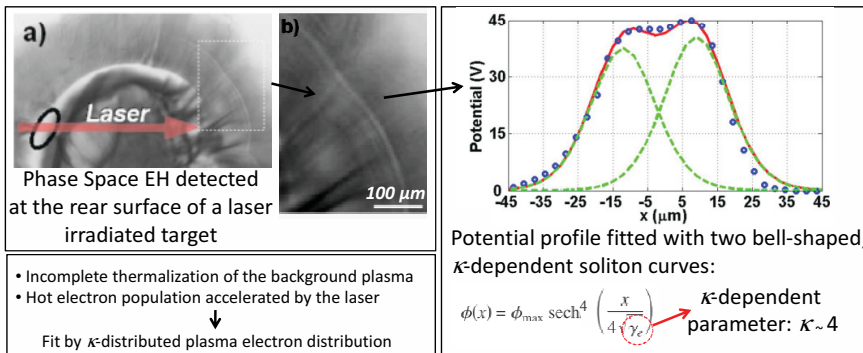 a)
Laser
b)
100 μm
Phase Space EH detected
at the rear surface of a laser
irradiated target
• Incomplete thermalization of the background plasma
• Hot electron population accelerated by the laser
Fit by κ-distributed plasma electron distribution
45
30
15
0
Potential (V)
-45 -35 -25 -15 -5 5 15 25 35 45
x (μm)
Potential profile fitted with two bell-shaped,
κ-dependent soliton curves:
ϕ(x) = ϕmax sech⁴ (x / 4√γₑ)
κ-dependent
parameter: κ~4